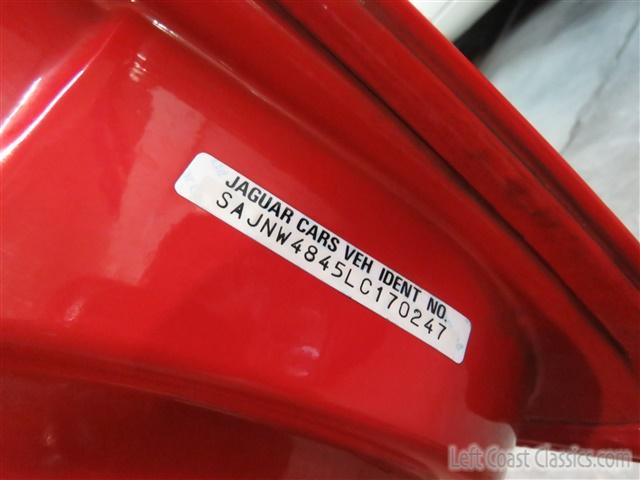 JAGUAR CARS VEH IDENT NO.
SAJNW4845LC170247
Left Coast Classics.com